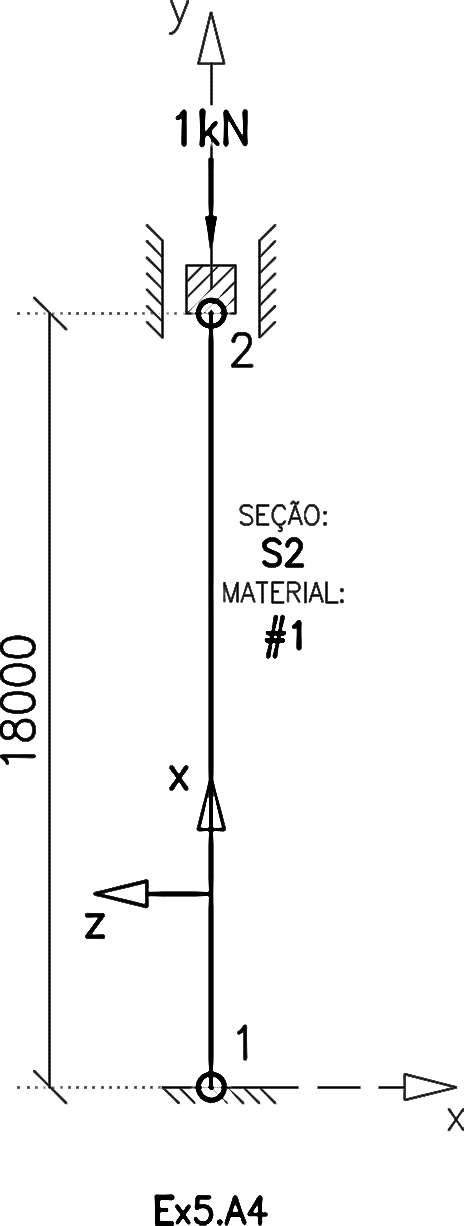 y
1kN
2
SEÇÃO:
S2
MATERIAL:
#1
18000
x
z
1
x
Ex5.A4